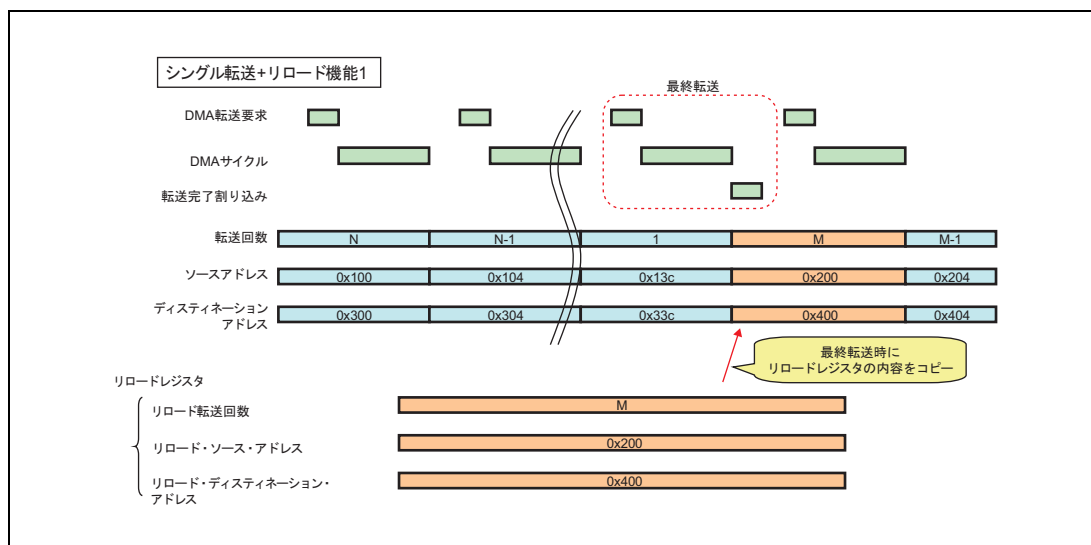 シングル転送+リロード機能1
最終転送
DMA転送要求
DMAサイクル
転送完了割り込み
転送回数 N N-1 1 M M-1
ソースアドレス 0x100 0x104 0x13c 0x200 0x204
ディスティネーション
アドレス 0x300 0x304 0x33c 0x400 0x404
最終転送時に
リロードレジスタの内容をコピー
リロードレジスタ
リロード転送回数 M
リロード・ソース・アドレス 0x200
リロード・ディスティネーション・
アドレス 0x400